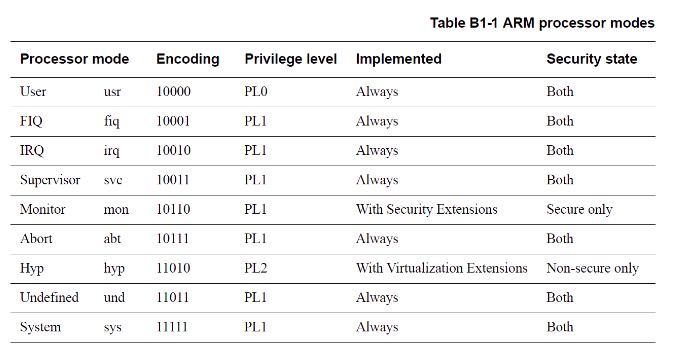 Table B1-1 ARM processor modes
Processor mode Encoding Privilege level Implemented Security state
User usr 10000 PL0 Always Both
FIQ fiq 10001 PL1 Always Both
IRQ irq 10010 PL1 Always Both
Supervisor svc 10011 PL1 Always Both
Monitor mon 10110 PL1 With Security Extensions Secure only
Abort abt 10111 PL1 Always Both
Hyp hyp 11010 PL2 With Virtualization Extensions Non-secure only
Undefined und 11011 PL1 Always Both
System sys 11111 PL1 Always Both